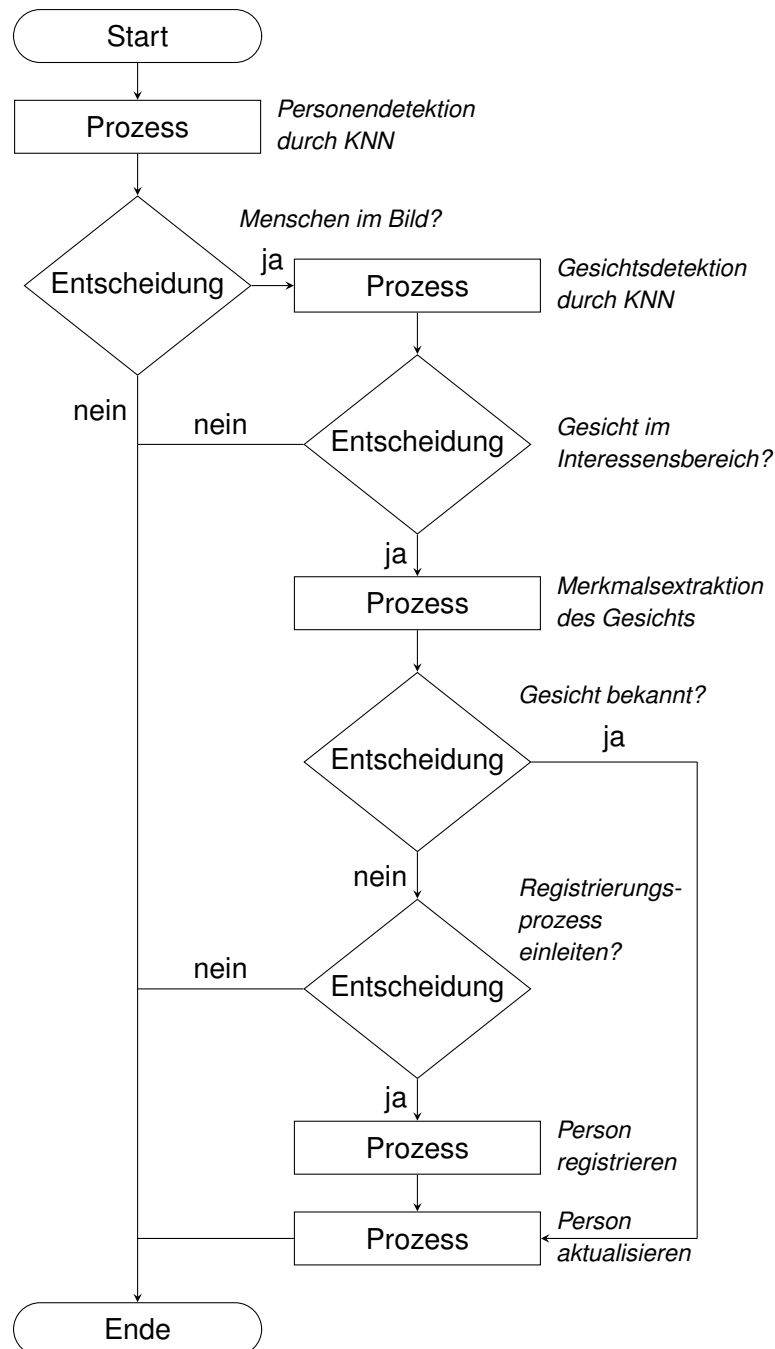 Start
Prozess
Personendetektion
durch KNN
Menschen im Bild?
Entscheidung
ja
Prozess
Gesichtsdetektion
durch KNN
nein
nein
Entscheidung
Gesicht im
Interessensbereich?
ja
Prozess
Merkmalsextraktion
des Gesichts
Gesicht bekannt?
ja
Entscheidung
nein
Registrierungs-
prozess
einleiten?
nein
Entscheidung
ja
Prozess
Person
registrieren
Prozess
Person
aktualisieren
Ende